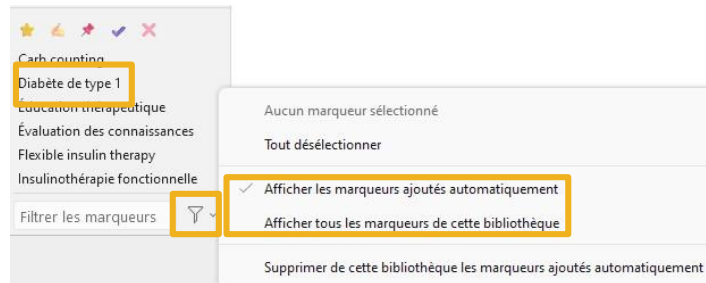 Carb counting
Diabète de type 1
Éducation thérapeutique
Évaluation des connaissances
Flexible insulin therapy
Insulinothérapie fonctionnelle
Filtrer les marqueurs
Aucun marqueur sélectionné
Tout désélectionner
Afficher les marqueurs ajoutés automatiquement
Afficher tous les marqueurs de cette bibliothèque
Supprimer de cette bibliothèque les marqueurs ajoutés automatiquement